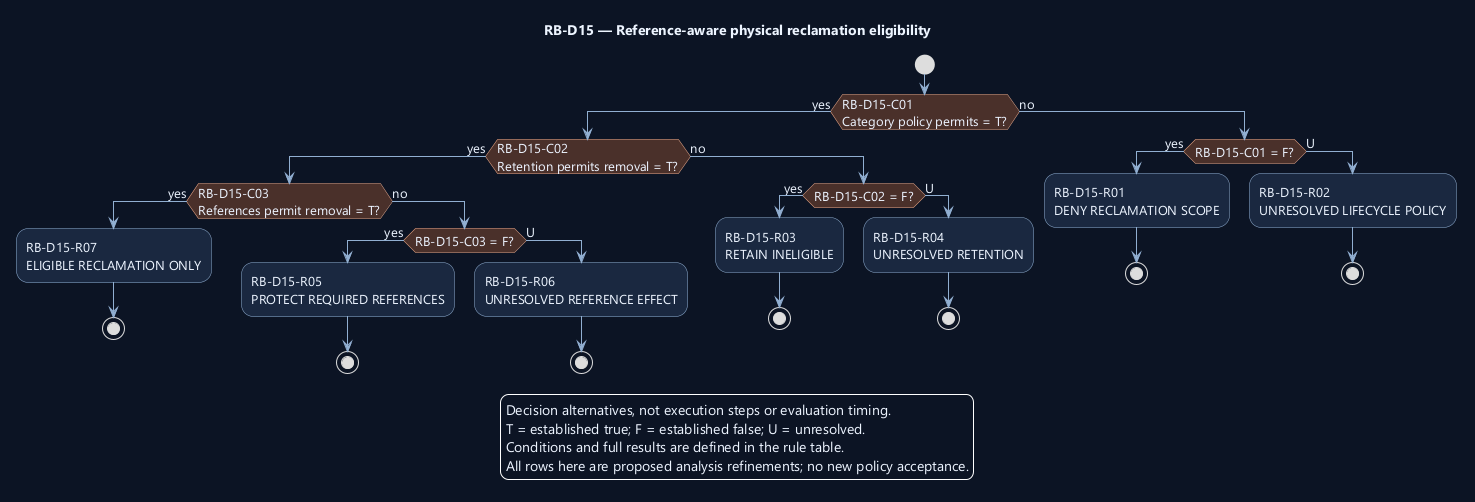 RB-D15 — Reference-aware physical reclamation eligibility
yes
RB-D15-C01
Category policy permits = T?
no
yes
RB-D15-C02
Retention permits removal = T?
no
yes
RB-D15-C01 = F?
U
yes
RB-D15-C03
References permit removal = T?
no
yes
RB-D15-C02 = F?
U
RB-D15-R01
DENY RECLAMATION SCOPE
RB-D15-R02
UNRESOLVED LIFECYCLE POLICY
RB-D15-R07
ELIGIBLE RECLAMATION ONLY
yes
RB-D15-C03 = F?
U
RB-D15-R03
RETAIN INELIGIBLE
RB-D15-R04
UNRESOLVED RETENTION
RB-D15-R05
PROTECT REQUIRED REFERENCES
RB-D15-R06
UNRESOLVED REFERENCE EFFECT
Decision alternatives, not execution steps or evaluation timing.
T = established true; F = established false; U = unresolved.
Conditions and full results are defined in the rule table.
All rows here are proposed analysis refinements; no new policy acceptance.